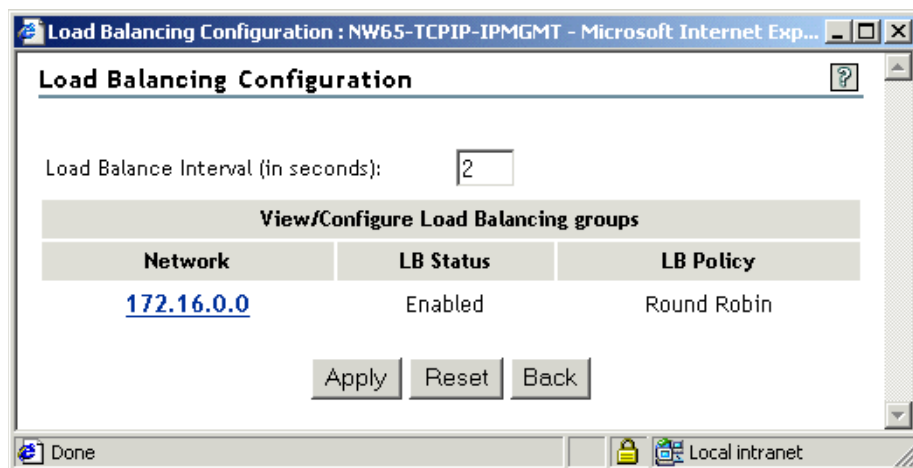 Load Balancing Configuration : NW65-TCPIP-IPMGMT - Microsoft Internet Exp...
Load Balancing Configuration
?
Load Balance Interval (in seconds): 2
View/Configure Load Balancing groups
Network LB Status LB Policy
172.16.0.0 Enabled Round Robin
Apply Reset Back
Done Local intranet